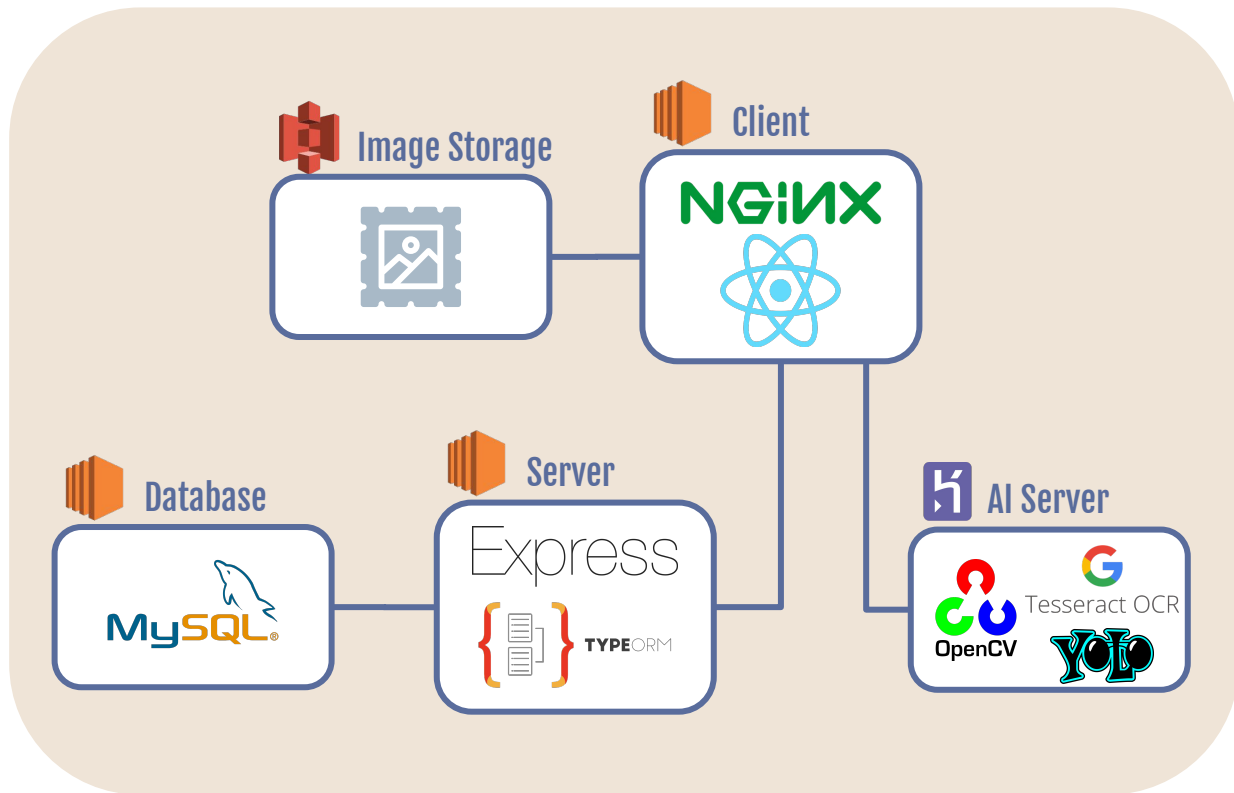 Image Storage
Client
NGINX
Database
MySQL®
Server
Express
TYPEORM
AI Server
OpenCV
G
Tesseract OCR
YOLO